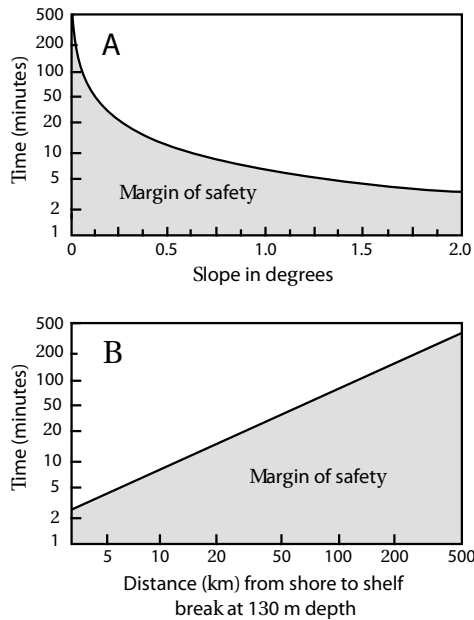 500
A
200
100
50
20
10
5
2
1
Time (minutes)
Margin of safety
0 0.5 1.0 1.5 2.0
Slope in degrees
500
B
200
100
50
20
10
5
2
1
Time (minutes)
Margin of safety
5 10 20 50 100 200 500
Distance (km) from shore to shelf
break at 130 m depth